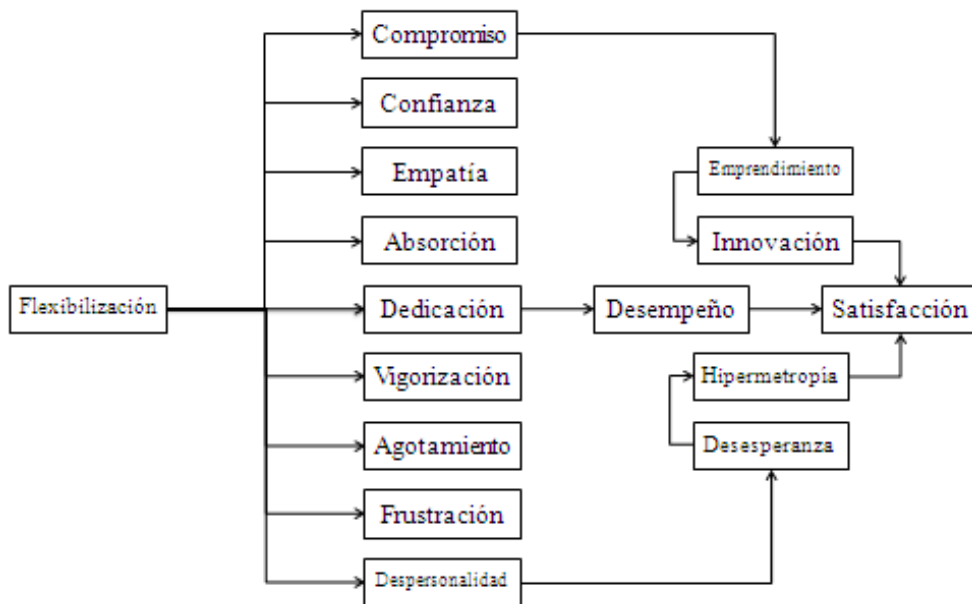 Compromiso
Confianza
Empatía
Emprendimiento
Absorción
Innovación
Flexibilización
Dedicación
Desempeño
Satisfacción
Vigorización
Hipermetropía
Agotamiento
Desesperanza
Frustración
Despersonalidad